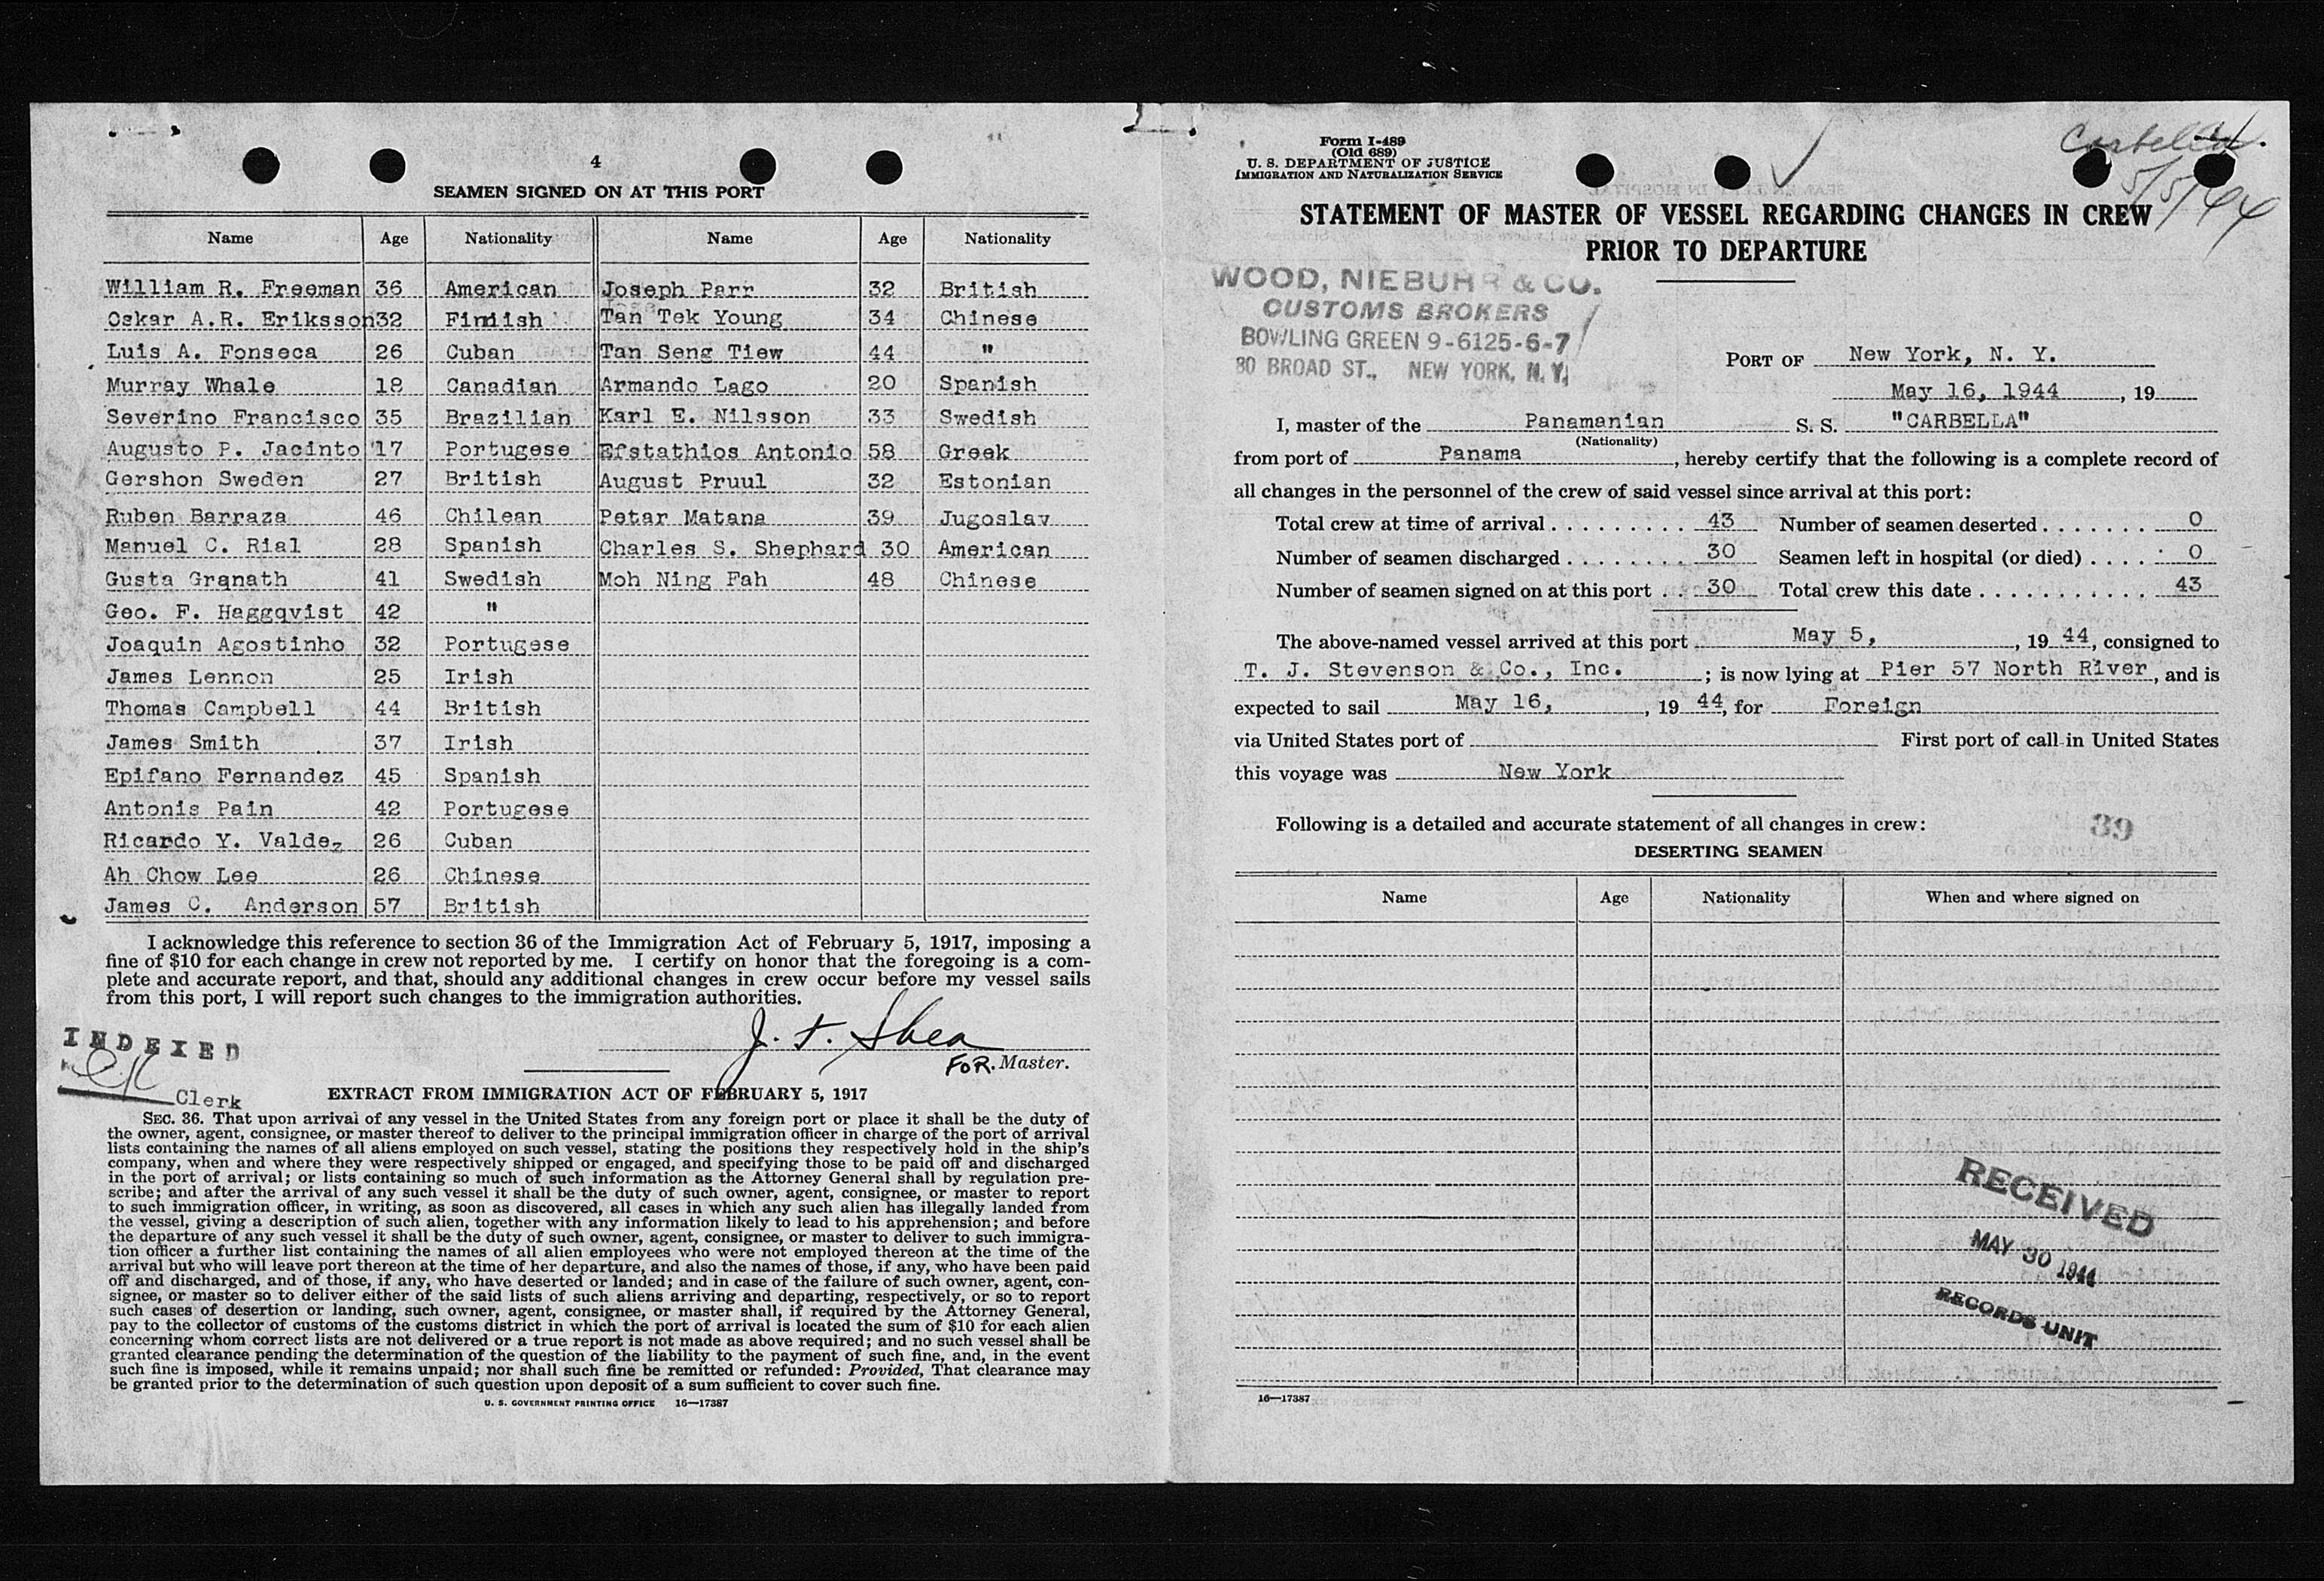 4
SEAMEN SIGNED ON AT THIS PORT
Name Age Nationality Name Age Nationality
William R. Freeman 36 American Joseph Parr 32 British
Oskar A.R. Eriksson 32 Finnish Tan Tek Young 34 Chinese
Luis A. Fonseca 26 Cuban Tan Seng Tiew 44 "
Murray Whale 18 Canadian Armando Lago 20 Spanish
Severino Francisco 35 Brazilian Karl E. Nilsson 33 Swedish
Augusto P. Jacinto 17 Portugese Efstathios Antonio 58 Greek
Gershon Sweden 27 British August Pruul 32 Estonian
Ruben Barraza 46 Chilean Petar Matana 39 Jugoslav
Manuel C. Rial 28 Spanish Charles S. Shephard 30 American
Gusta Granath 41 Swedish Moh Ning Fah 48 Chinese
Geo. F. Haggqvist 42 "
Joaquin Agostinho 32 Portugese
James Lennon 25 Irish
Thomas Campbell 44 British
James Smith 37 Irish
Epifano Fernandez 45 Spanish
Antonis Pain 42 Portugese
Ricardo Y. Valdez 26 Cuban
Ah Chow Lee 26 Chinese
James C. Anderson 57 British
I acknowledge this reference to section 36 of the Immigration Act of February 5, 1917, imposing a
fine of $10 for each change in crew not reported by me. I certify on honor that the foregoing is a com-
plete and accurate report, and that, should any additional changes in crew occur before my vessel sails
from this port, I will report such changes to the immigration authorities.
J. F. Shea
FOR. Master.
INDEXED
Clerk
EXTRACT FROM IMMIGRATION ACT OF FEBRUARY 5, 1917
SEC. 36. That upon arrival of any vessel in the United States from any foreign port or place it shall be the duty of
the owner, agent, consignee, or master thereof to deliver to the principal immigration officer in charge of the port of arrival
lists containing the names of all aliens employed on such vessel, stating the positions they respectively hold in the ship's
company, when and where they were respectively shipped or engaged, and specifying those to be paid off and discharged
in the port of arrival; or lists containing so much of such information as the Attorney General shall by regulation pre-
scribe; and after the arrival of any such vessel it shall be the duty of such owner, agent, consignee, or master to report
to such immigration officer, in writing, as soon as discovered, all cases in which any such alien has illegally landed from
the vessel, giving a description of such alien, together with any information likely to lead to his apprehension; and before
the departure of any such vessel it shall be the duty of such owner, agent, consignee, or master to deliver to such immigra-
tion officer a further list containing the names of all alien employees who were not employed thereon at the time of the
arrival but who will leave port thereon at the time of her departure, and also the names of those, if any, who have been paid
off and discharged, and of those, if any, who have deserted or landed; and in case of the failure of such owner, agent, con-
signee, or master so to deliver either of the said lists of such aliens arriving and departing, respectively, or so to report
such cases of desertion or landing, such owner, agent, consignee, or master shall, if required by the Attorney General,
pay to the collector of customs of the customs district in which the port of arrival is located the sum of $10 for each alien
concerning whom correct lists are not delivered or a true report is not made as above required; and no such vessel shall be
granted clearance pending the determination of the question of the liability to the payment of such fine, and, in the event
such fine is imposed, while it remains unpaid; nor shall such fine be remitted or refunded: Provided, That clearance may
be granted prior to the determination of such question upon deposit of a sum sufficient to cover such fine.
U. S. GOVERNMENT PRINTING OFFICE 16—17387
Form I-489
(Old 689)
U. S. DEPARTMENT OF JUSTICE
IMMIGRATION AND NATURALIZATION SERVICE
Carbella
5/5/44
STATEMENT OF MASTER OF VESSEL REGARDING CHANGES IN CREW
PRIOR TO DEPARTURE
WOOD, NIEBUHR & CO.
CUSTOMS BROKERS
BOWLING GREEN 9-6125-6-7
80 BROAD ST., NEW YORK, N.Y.
PORT OF New York, N. Y.
May 16, 1944, 19
I, master of the Panamanian S. S. "CARBELLA"
(Nationality)
from port of Panama, hereby certify that the following is a complete record of
all changes in the personnel of the crew of said vessel since arrival at this port:
Total crew at time of arrival 43 Number of seamen deserted 0
Number of seamen discharged 30 Seamen left in hospital (or died) 0
Number of seamen signed on at this port 30 Total crew this date 43
The above-named vessel arrived at this port May 5, , 19 44, consigned to
T. J. Stevenson & Co., Inc. ; is now lying at Pier 57 North River, and is
expected to sail May 16, , 19 44, for Foreign
via United States port of First port of call in United States
this voyage was New York
Following is a detailed and accurate statement of all changes in crew:
39
DESERTING SEAMEN
Name Age Nationality When and where signed on
RECEIVED
MAY 30 1944
RECORDS UNIT
16—17387